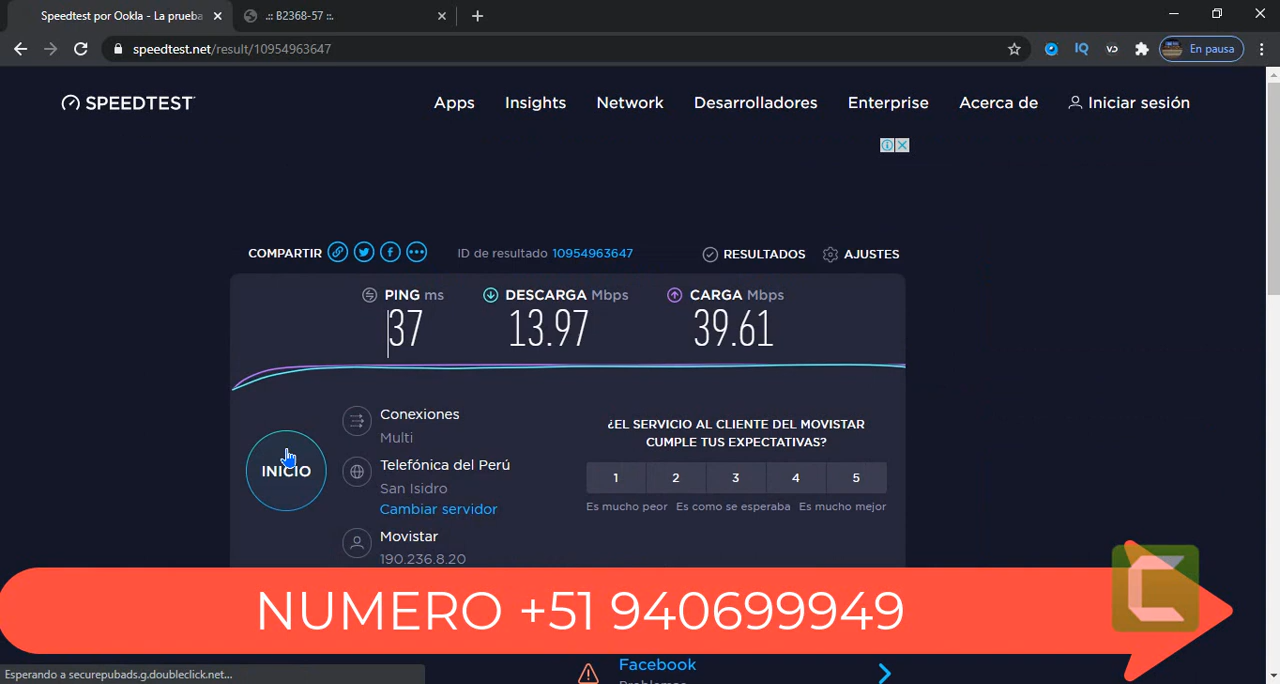 Speedtest por Ookla - La prueba
.:: B2368-57 ::.
speedtest.net/result/10954963647
IQ
En pausa
SPEEDTEST
Apps
Insights
Network
Desarrolladores
Enterprise
Acerca de
Iniciar sesión
COMPARTIR
ID de resultado 10954963647
RESULTADOS
AJUSTES
PING ms
37
DESCARGA Mbps
13.97
CARGA Mbps
39.61
INICIO
Conexiones
Multi
Telefónica del Perú
San Isidro
Cambiar servidor
Movistar
190.236.8.20
¿EL SERVICIO AL CLIENTE DEL MOVISTAR
CUMPLE TUS EXPECTATIVAS?
1 2 3 4 5
Es mucho peor Es como se esperaba Es mucho mejor
NUMERO +51 940699949
Facebook
Esperando a securepubads.g.doubleclick.net...